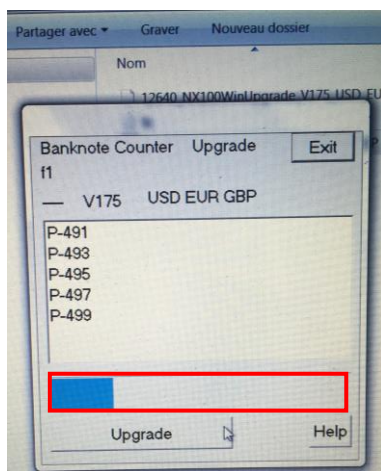 Partager avec Graver Nouveau dossier
Nom
12640_NX100WinUpgrade_V175_USD_EU
Banknote Counter Upgrade Exit
f1
— V175 USD EUR GBP
P-491
P-493
P-495
P-497
P-499
Upgrade Help